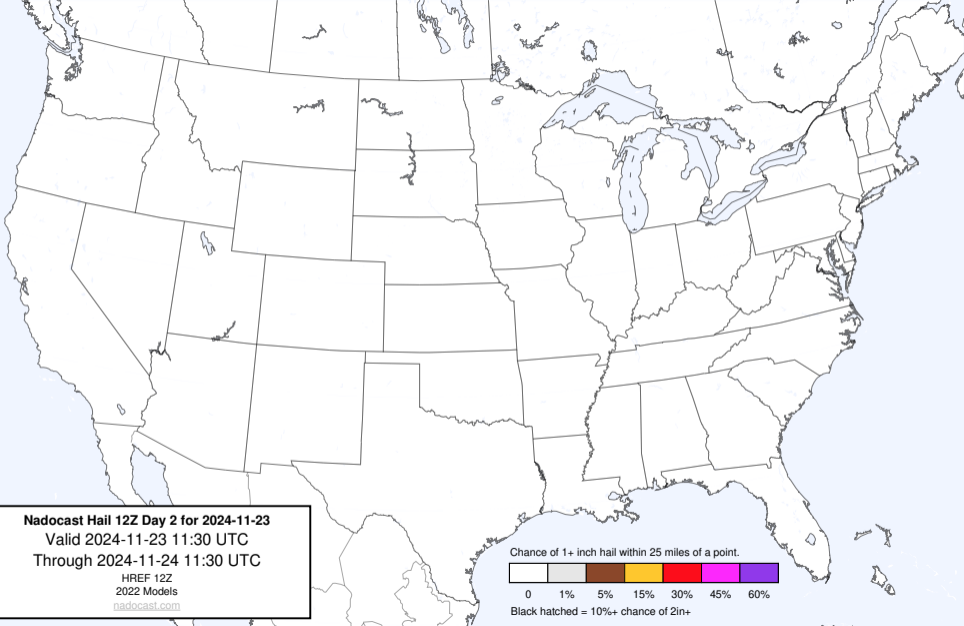 Nadocast Hail 12Z Day 2 for 2024-11-23
Valid 2024-11-23 11:30 UTC
Through 2024-11-24 11:30 UTC
HREF 12Z
2022 Models
nadocast.com
Chance of 1+ inch hail within 25 miles of a point.
0 1% 5% 15% 30% 45% 60%
Black hatched = 10%+ chance of 2in+